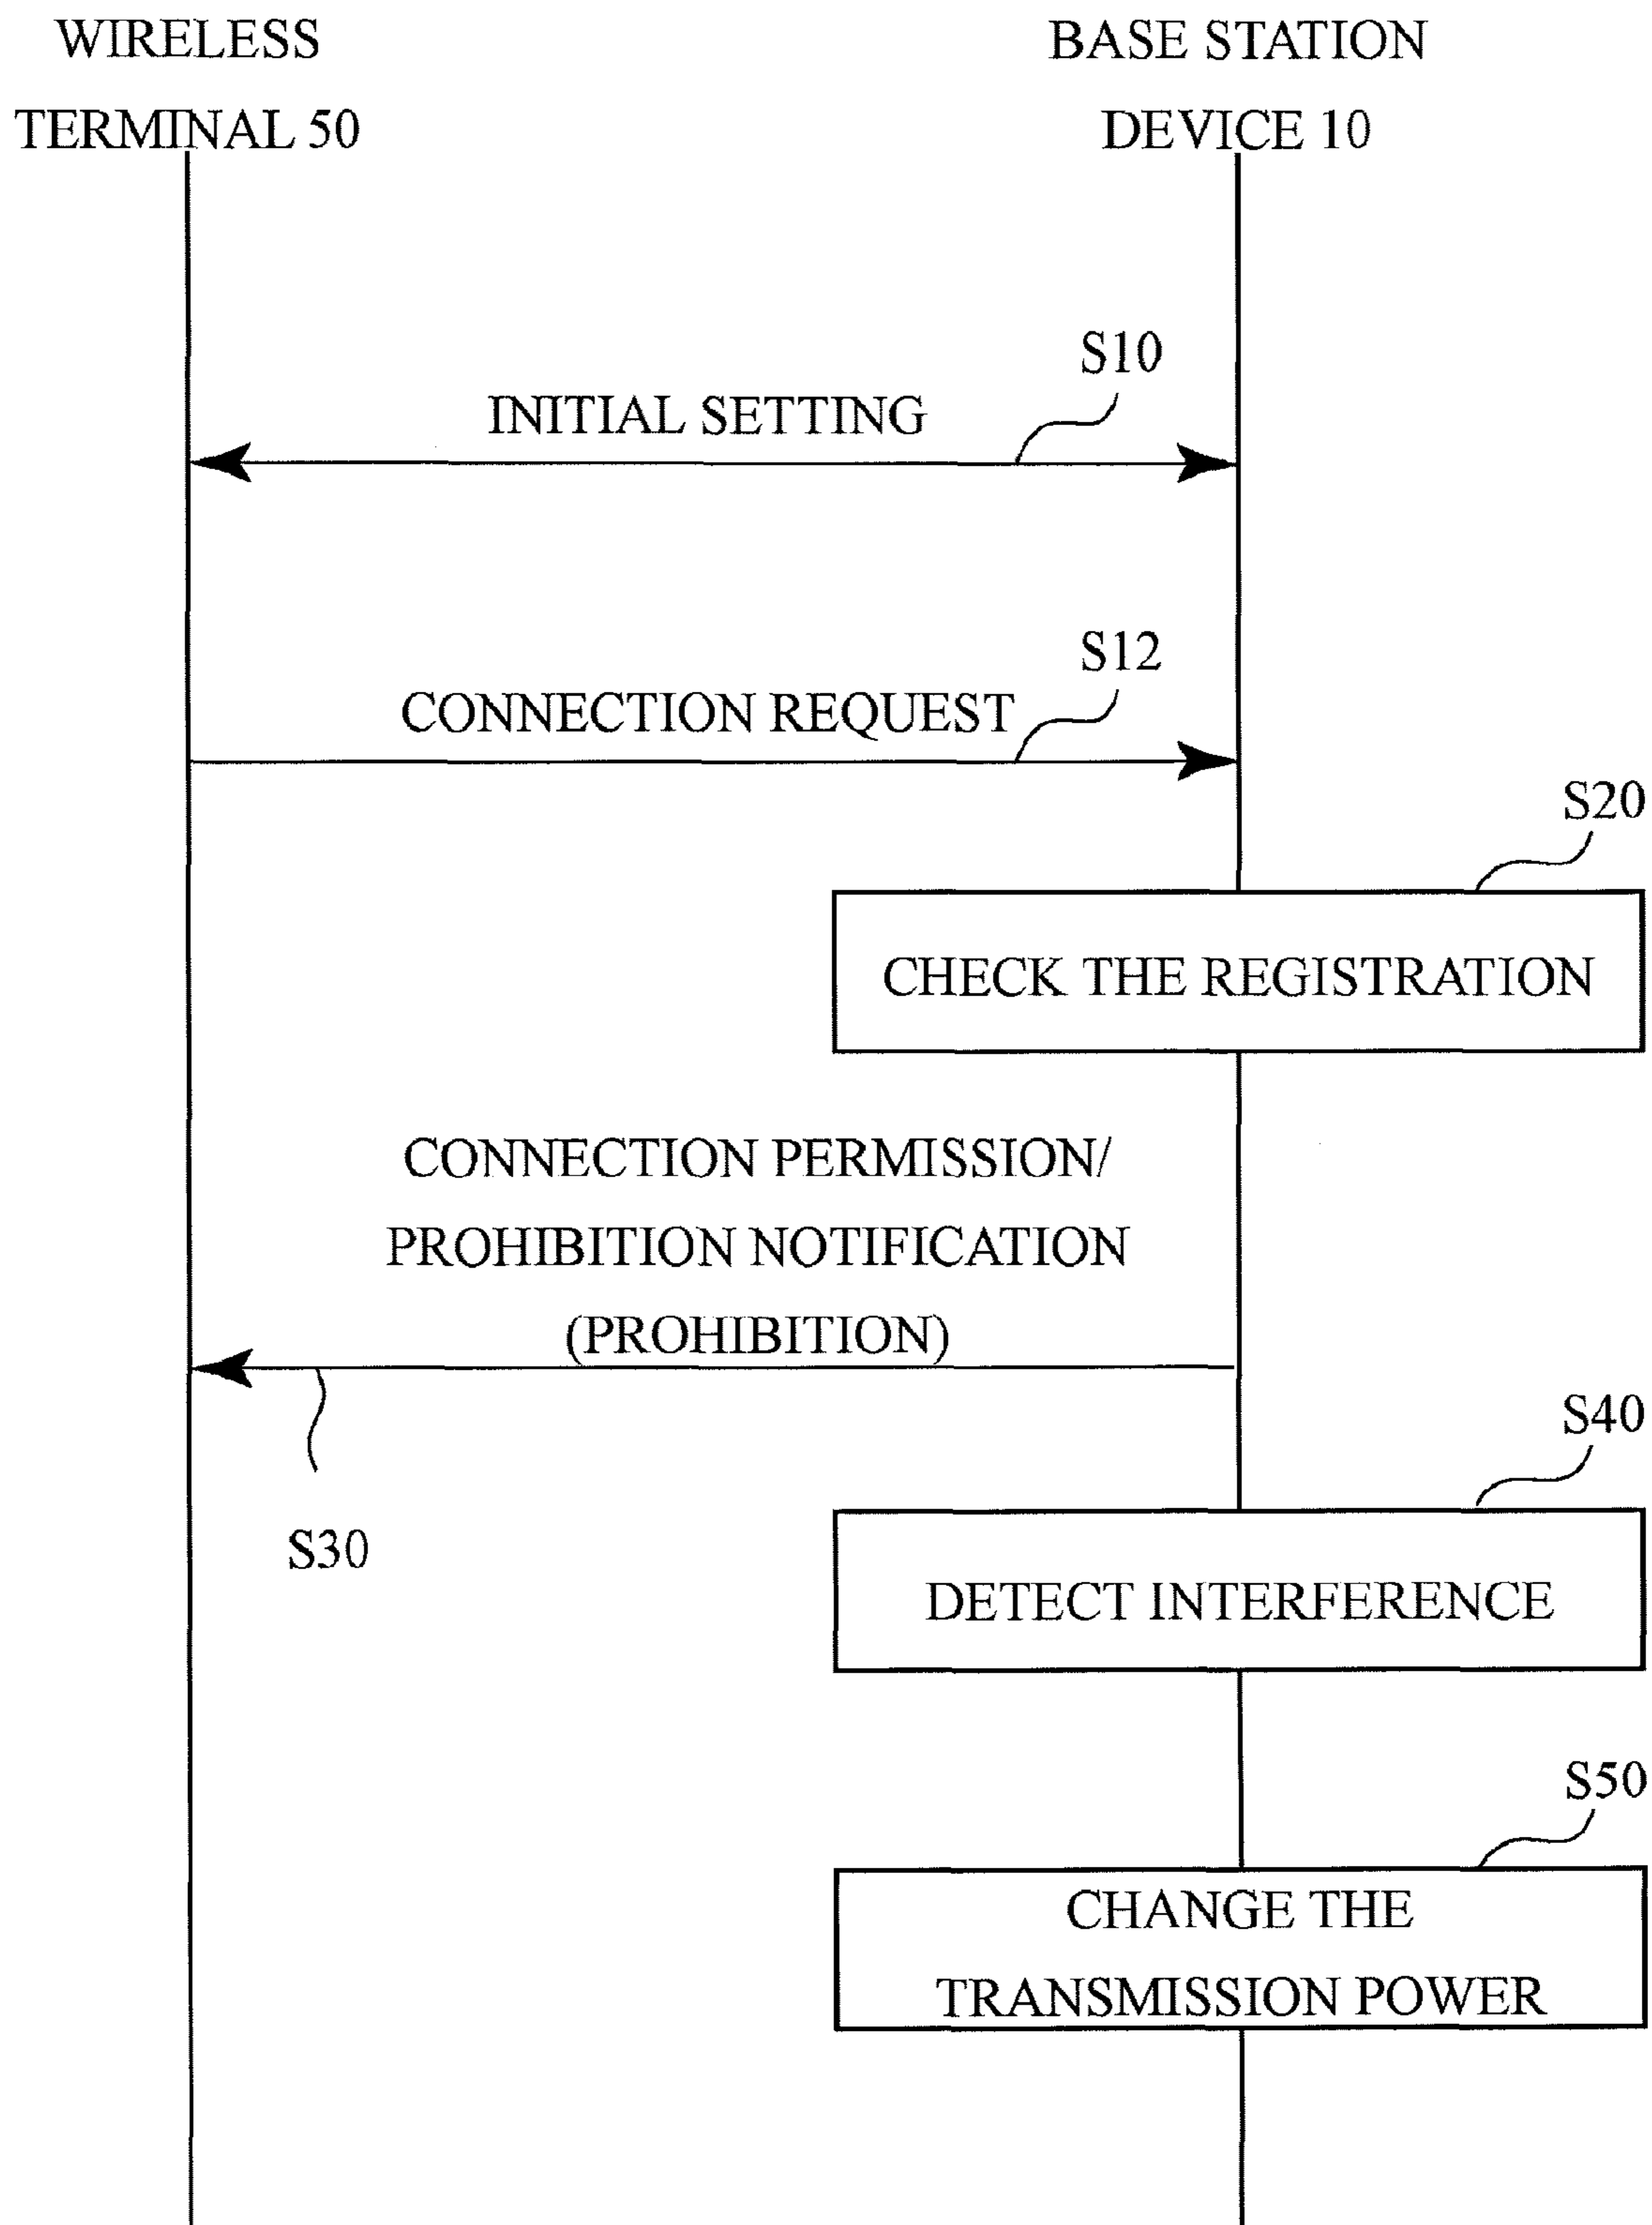 WIRELESS
TERMINAL 50
BASE STATION
DEVICE 10
S10
INITIAL SETTING
S12
CONNECTION REQUEST
S20
CHECK THE REGISTRATION
CONNECTION PERMISSION/
PROHIBITION NOTIFICATION
(PROHIBITION)
S30
S40
DETECT INTERFERENCE
S50
CHANGE THE
TRANSMISSION POWER